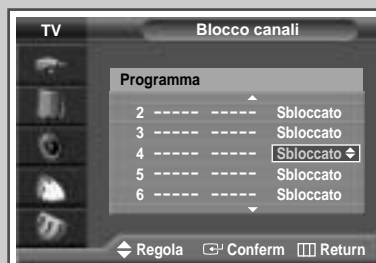 TV Blocco canali
Programma
2 ----- ----- Sbloccato
3 ----- ----- Sbloccato
4 ----- ----- Sbloccato
5 ----- ----- Sbloccato
6 ----- ----- Sbloccato
Regola Conferm Return